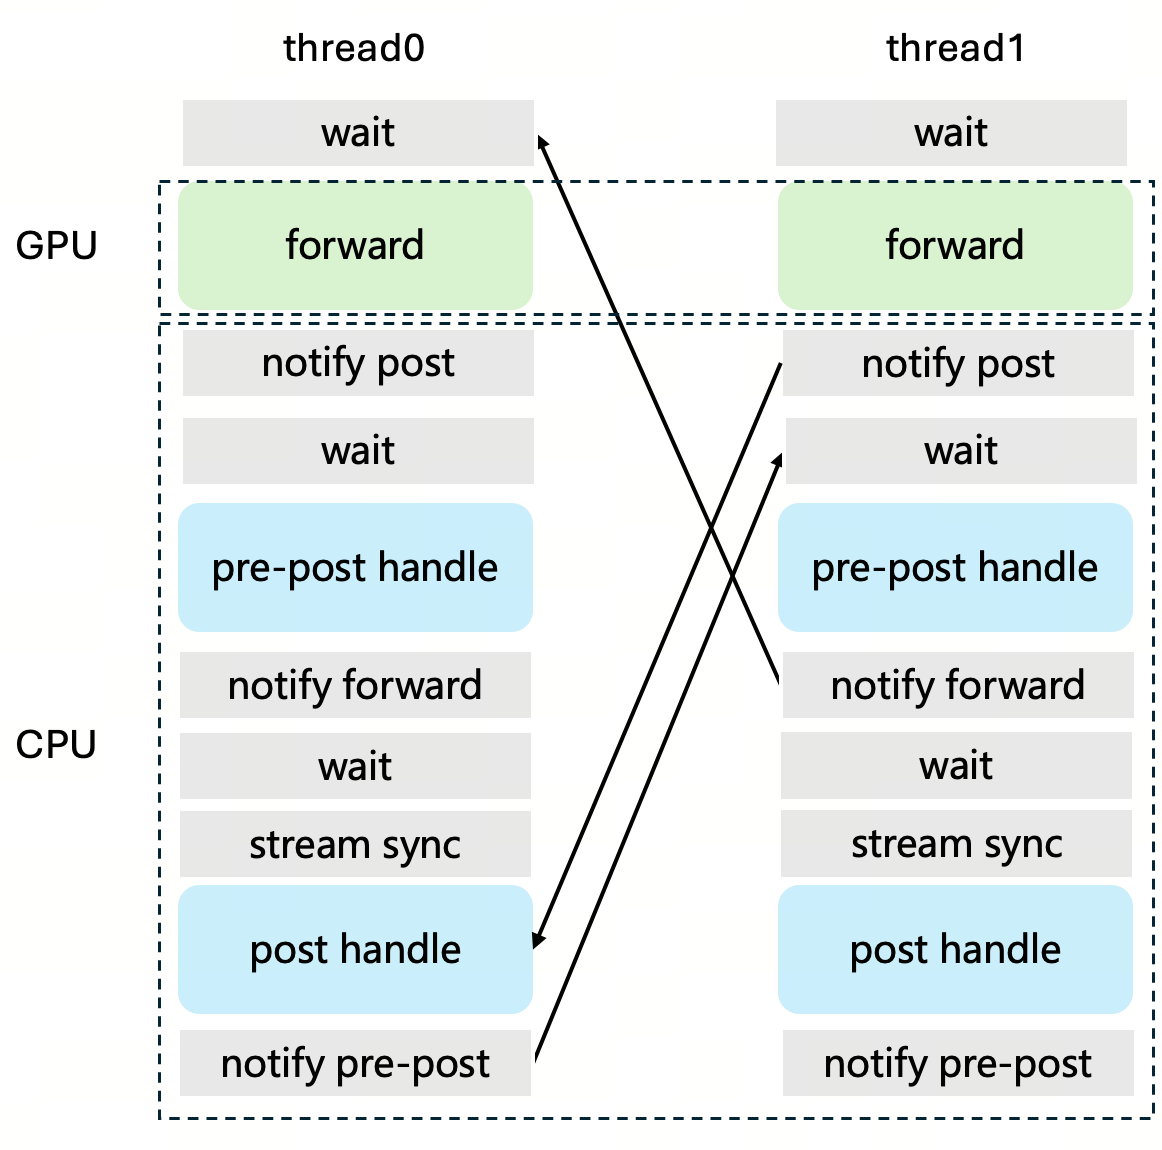 thread0
thread1
wait
wait
GPU
forward
forward
notify post
notify post
wait
wait
pre-post handle
pre-post handle
notify forward
notify forward
CPU
wait
wait
stream sync
stream sync
post handle
post handle
notify pre-post
notify pre-post